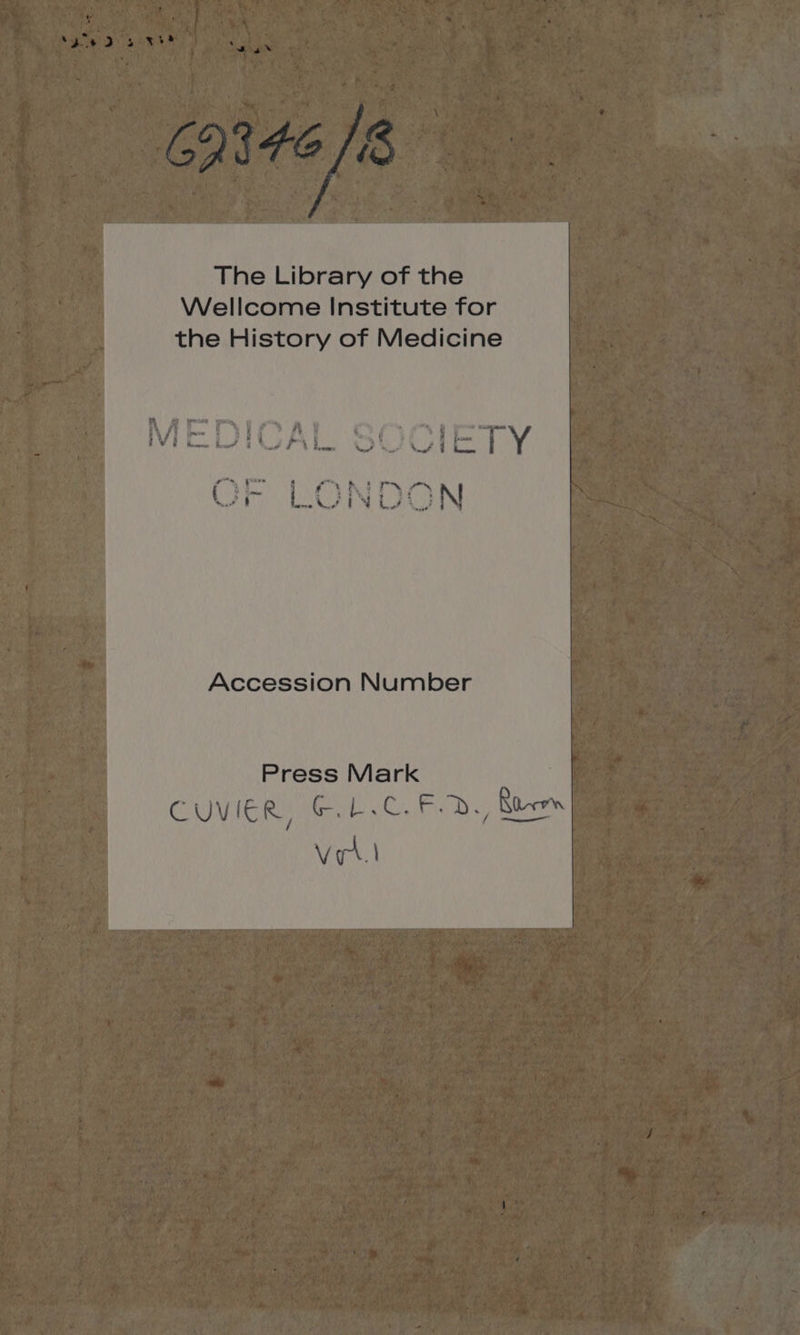 69346/B
The Library of the
Wellcome Institute for
the History of Medicine
MEDICAL SOCIETY
OF LONDON
Accession Number
Press Mark
CUVIER, G.L.C.F.D., Baron
Vol.1